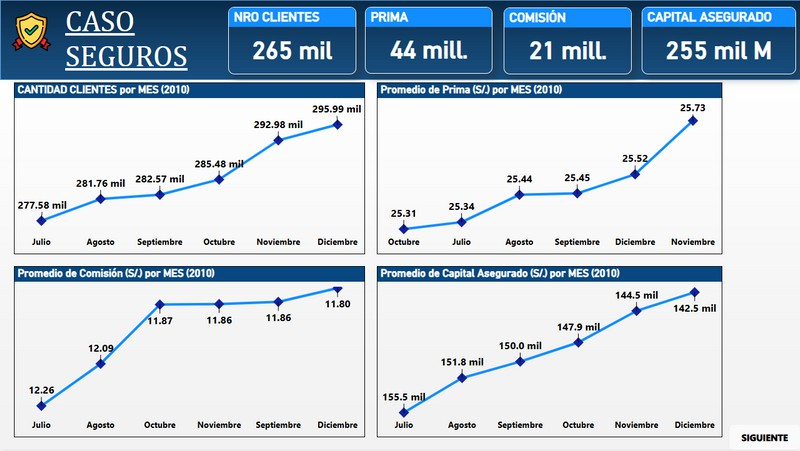 CASO
SEGUROS
NRO CLIENTES
265 mil
PRIMA
44 mill.
COMISIÓN
21 mill.
CAPITAL ASEGURADO
255 mil M
CANTIDAD CLIENTES por MES (2010)
277.58 mil
281.76 mil
282.57 mil
285.48 mil
292.98 mil
295.99 mil
Julio Agosto Septiembre Octubre Noviembre Diciembre
Promedio de Prima (S/.) por MES (2010)
25.31
25.34
25.44
25.45
25.52
25.73
Octubre Julio Agosto Septiembre Diciembre Noviembre
Promedio de Comisión (S/.) por MES (2010)
12.26
12.09
11.87
11.86
11.86
11.80
Julio Agosto Octubre Noviembre Septiembre Diciembre
Promedio de Capital Asegurado (S/.) por MES (2010)
155.5 mil
151.8 mil
150.0 mil
147.9 mil
144.5 mil
142.5 mil
Julio Agosto Septiembre Octubre Noviembre Diciembre
SIGUIENTE